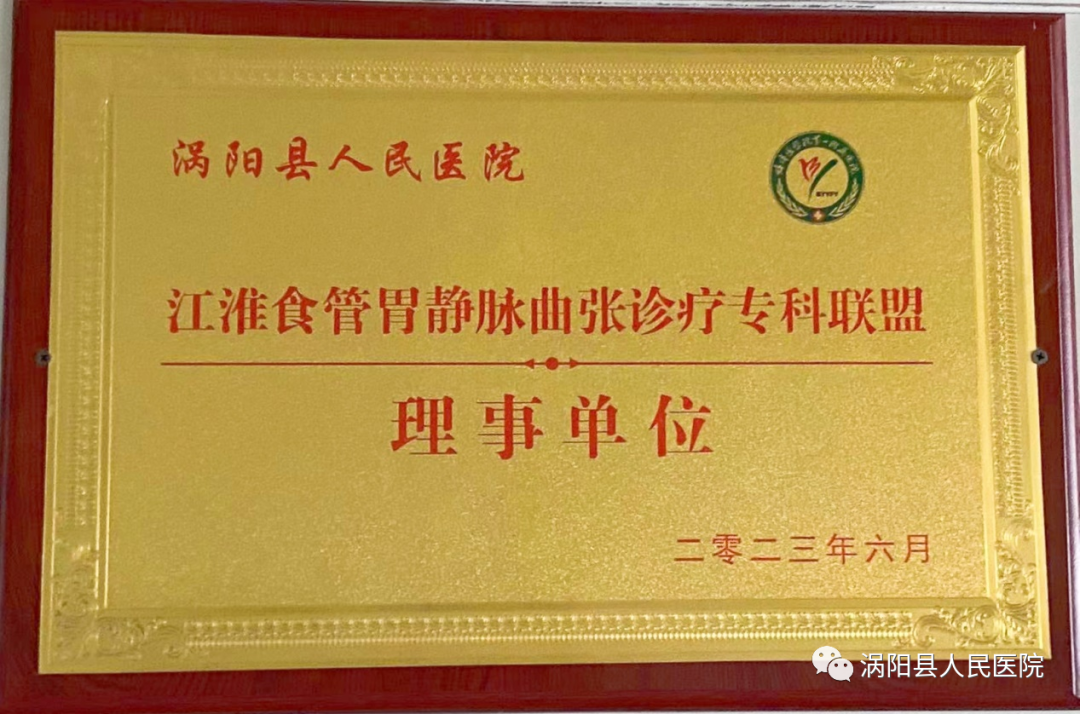 涡阳县人民医院
江淮食管胃静脉曲张诊疗专科联盟
理事单位
二零二三年六月
涡阳县人民医院